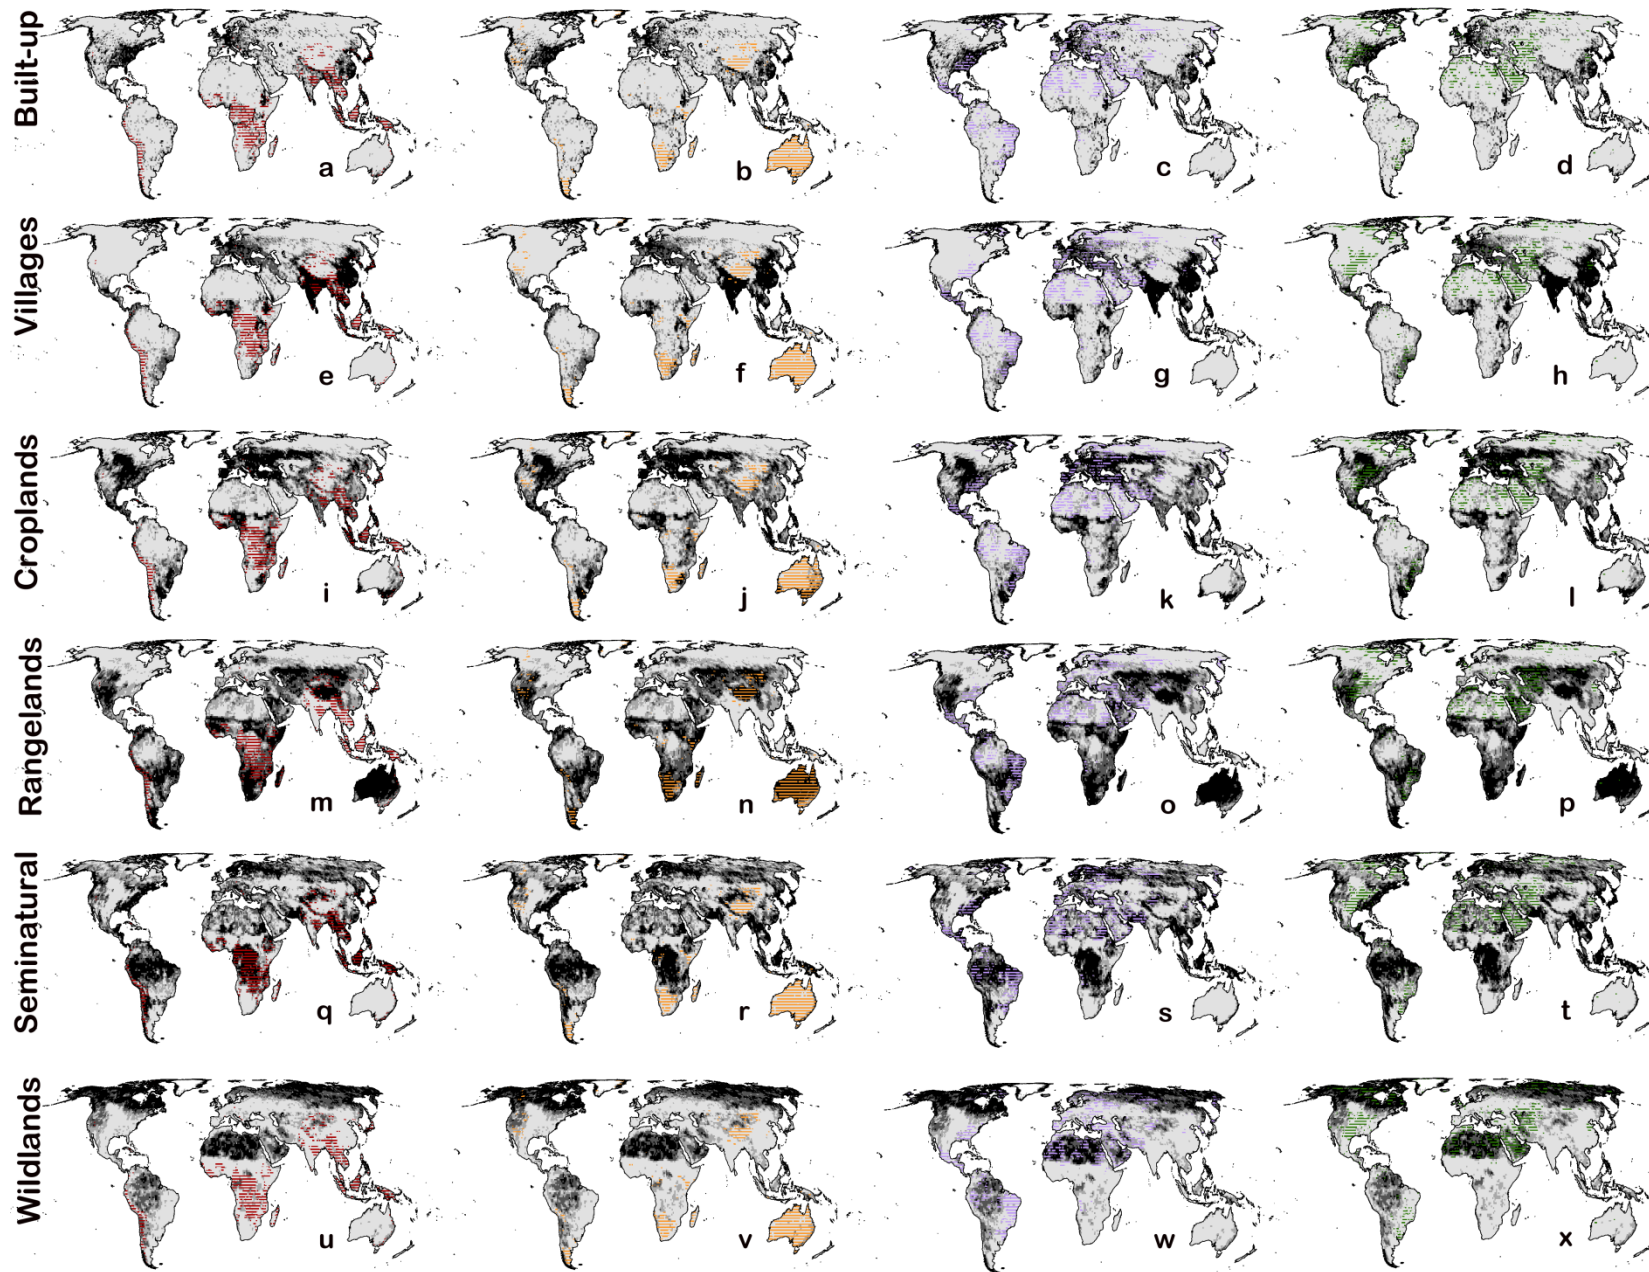 Built-up
a
b
c
d
Villages
e
f
g
h
Croplands
i
j
k
l
Rangelands
m
n
o
p
Seminatural
q
r
s
t
Wildlands
u
v
w
x